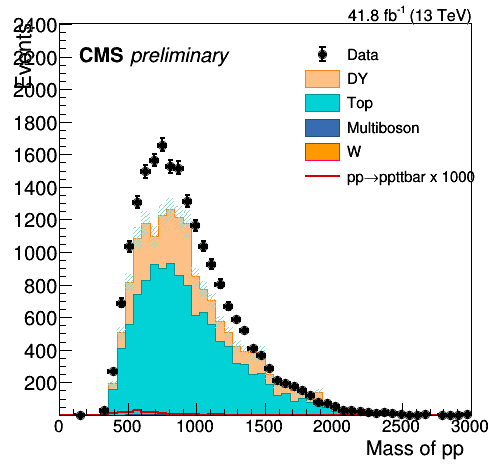 41.8 fb⁻¹ (13 TeV)
CMS preliminary
Events
2400
2200
2000
1800
1600
1400
1200
1000
800
600
400
200
Data
DY
Top
Multiboson
W
pp→ppttbar x 1000
0 500 1000 1500 2000 2500 3000
Mass of pp